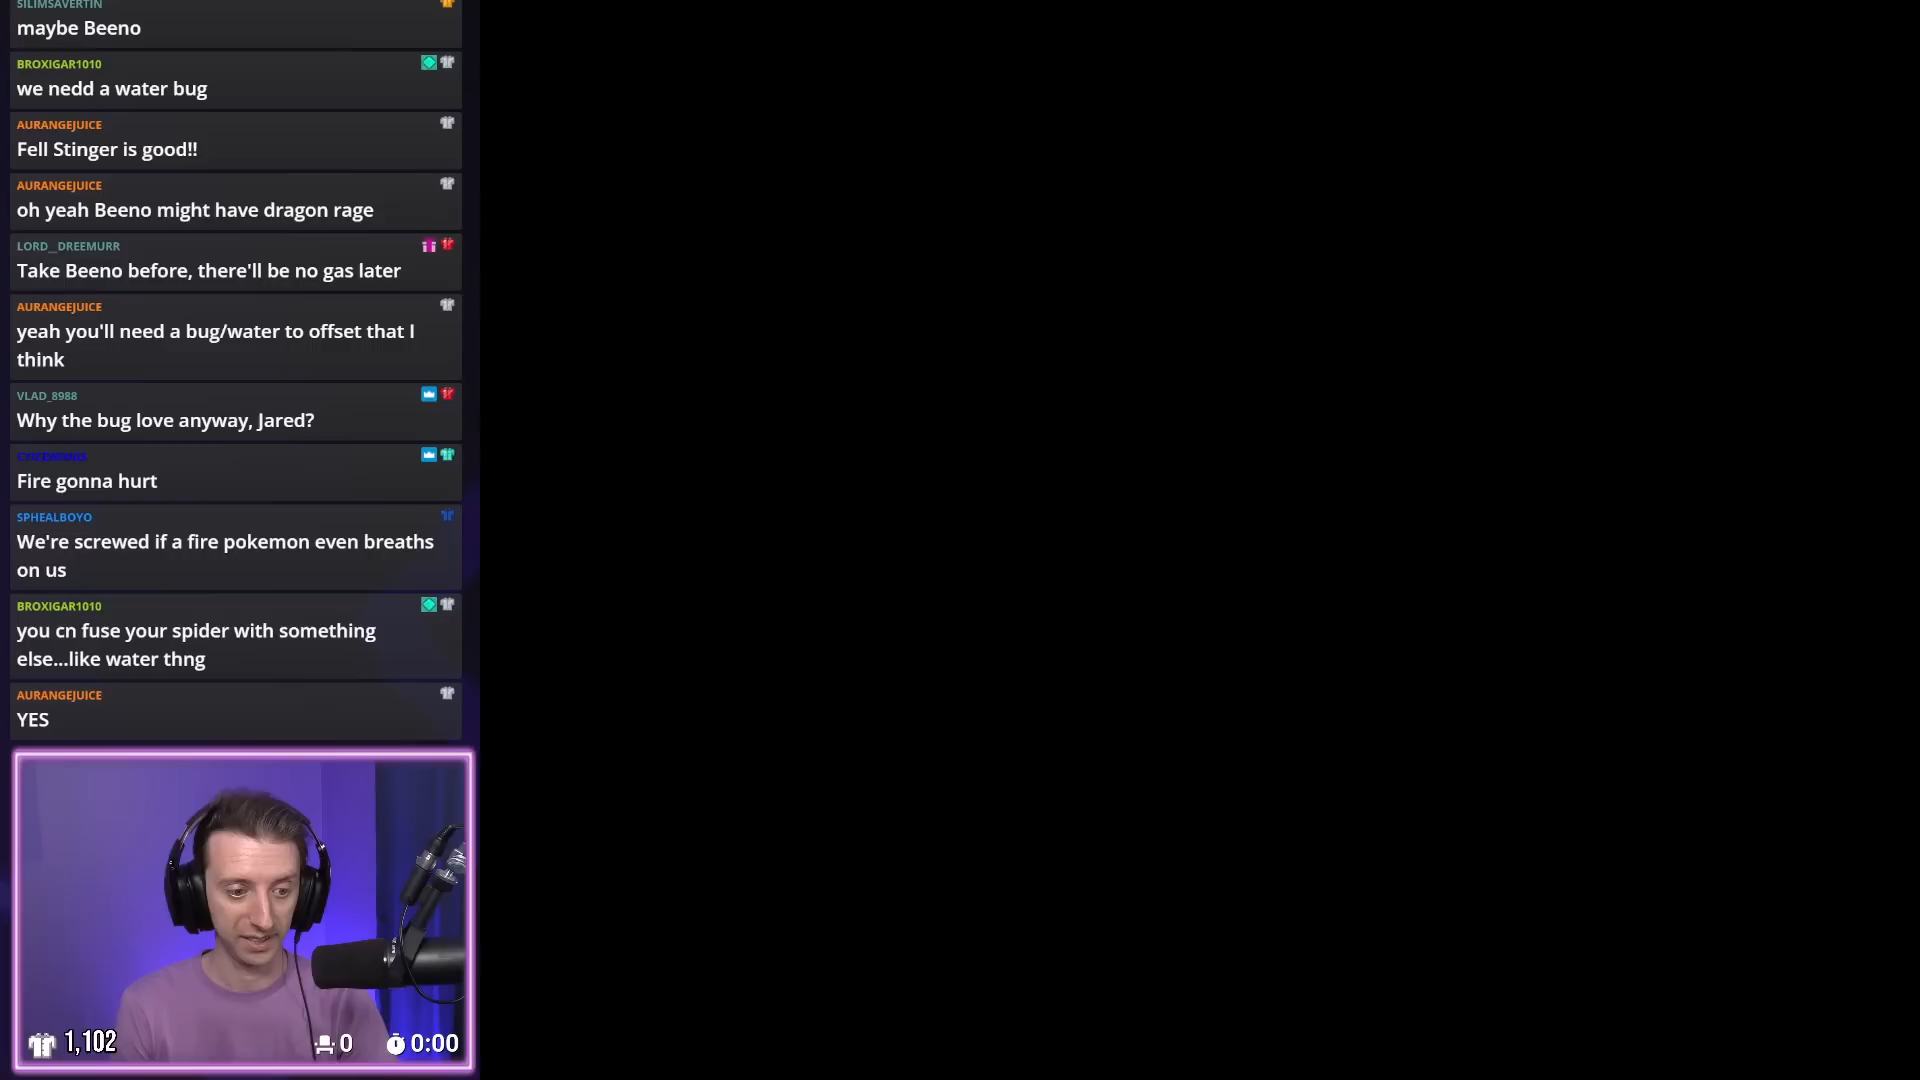 SILIMSAVERTIN
maybe Beeno
BROXIGAR1010
we nedd a water bug
AURANGEJUICE
Fell Stinger is good!!
AURANGEJUICE
oh yeah Beeno might have dragon rage
LORD_DREEMURR
Take Beeno before, there'll be no gas later
AURANGEJUICE
yeah you'll need a bug/water to offset that I
think
VLAD_8988
Why the bug love anyway, Jared?
Fire gonna hurt
SPHEALBOYO
We're screwed if a fire pokemon even breaths
on us
BROXIGAR1010
you cn fuse your spider with something
else...like water thng
AURANGEJUICE
YES
1,102
0
0:00